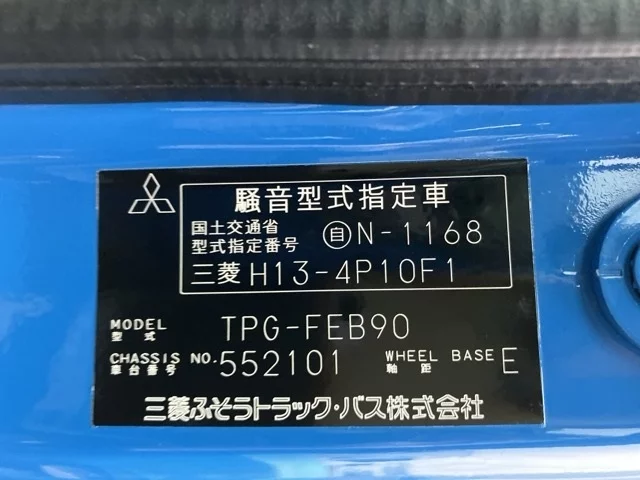 騒音型式指定車
国土交通省
型式指定番号 自N-1168
三菱 H13-4P10F1
MODEL
型式 TPG-FEB90
CHASSIS NO. 552101 WHEEL BASE E
車台番号 軸距
三菱ふそうトラック・バス株式会社